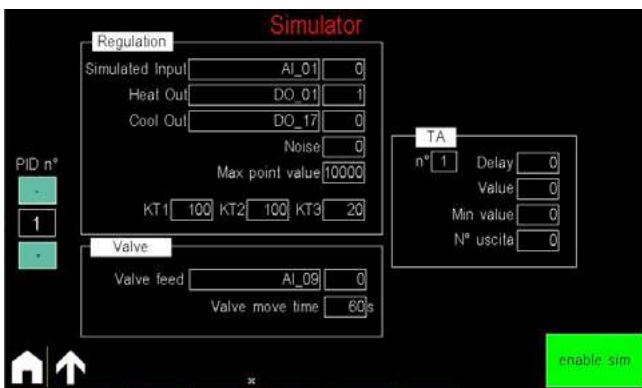 Simulator
Regulation
Simulated Input AI_01 0
Heat Out DO_01 1
Cool Out DO_17 0
Noise 0
Max point value 10000
KT1 100 KT2 100 KT3 20
PID n°
1
Valve
Valve feed AI_09 0
Valve move time 60s
TA
n° 1 Delay 0
Value 0
Min value 0
N° uscita 0
enable sim